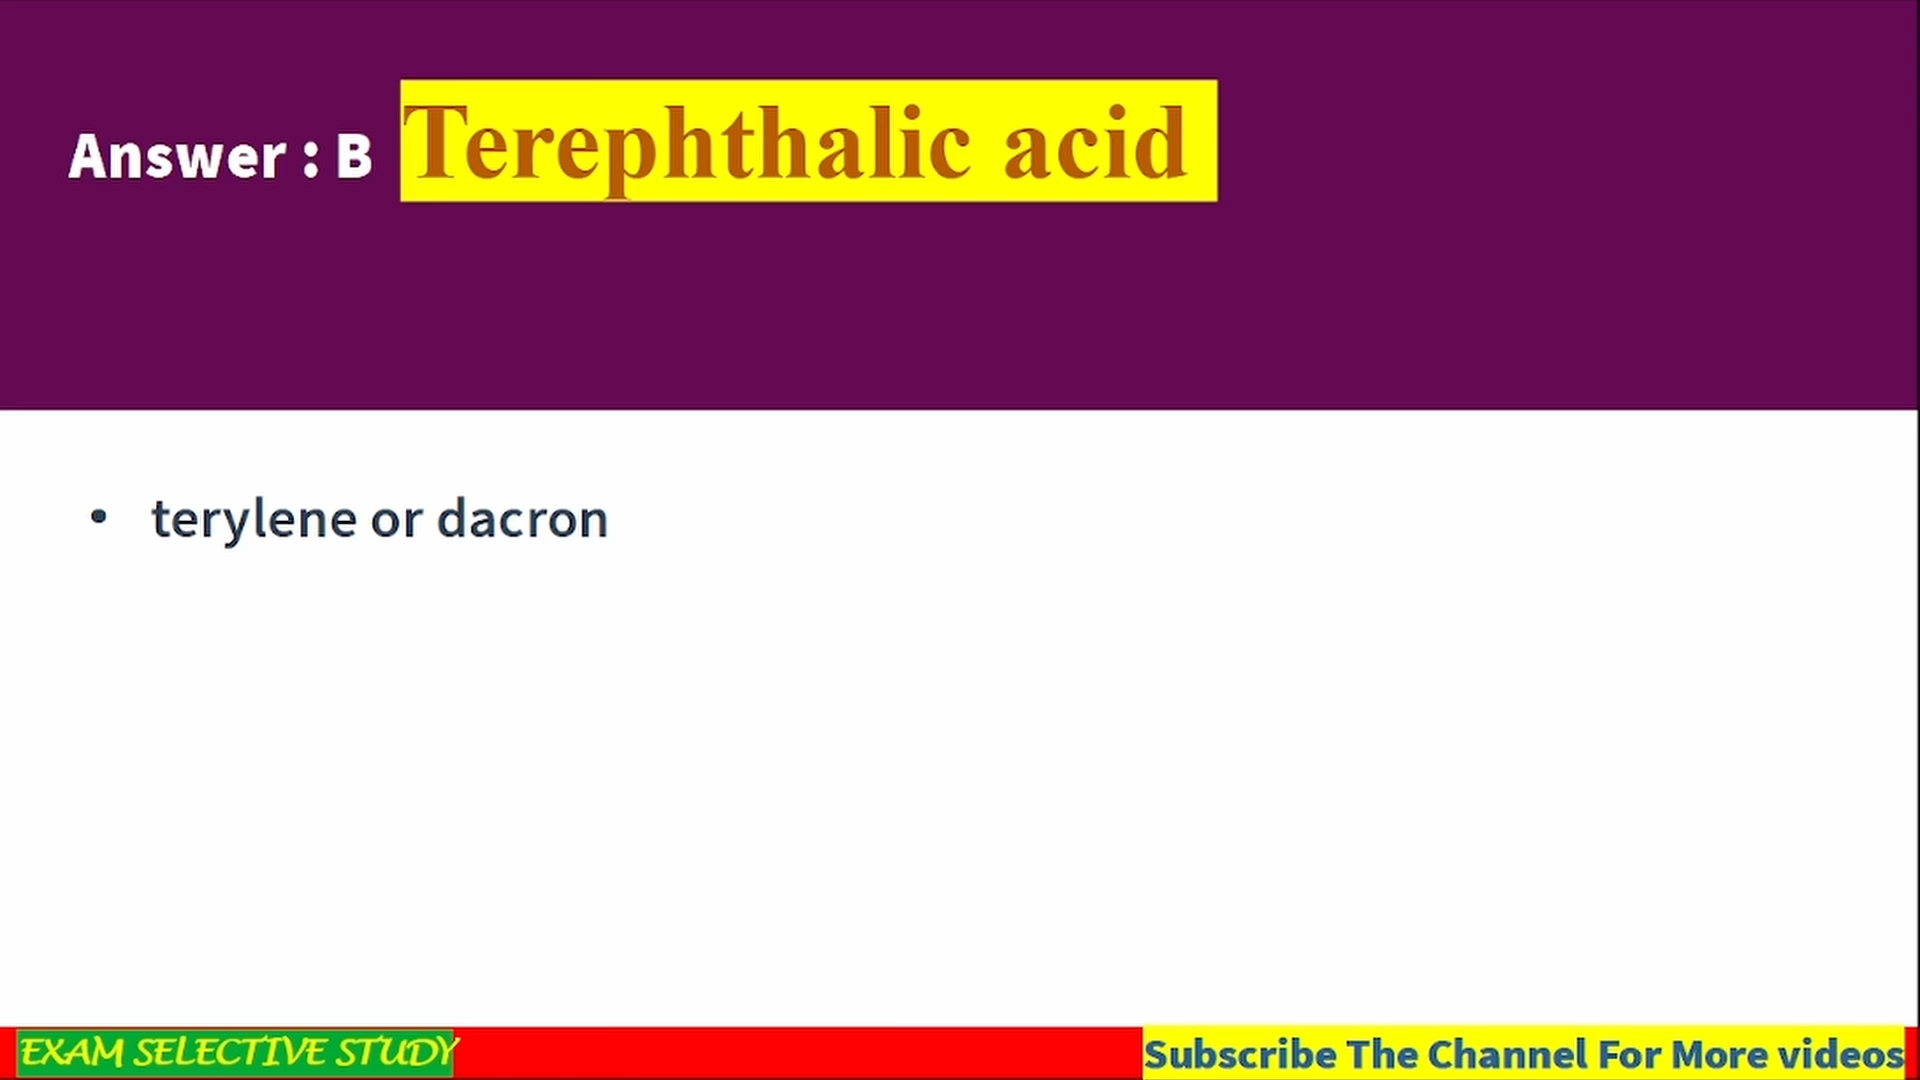 Answer : B Terephthalic acid
• terylene or dacron
EXAM SELECTIVE STUDY
Subscribe The Channel For More videos